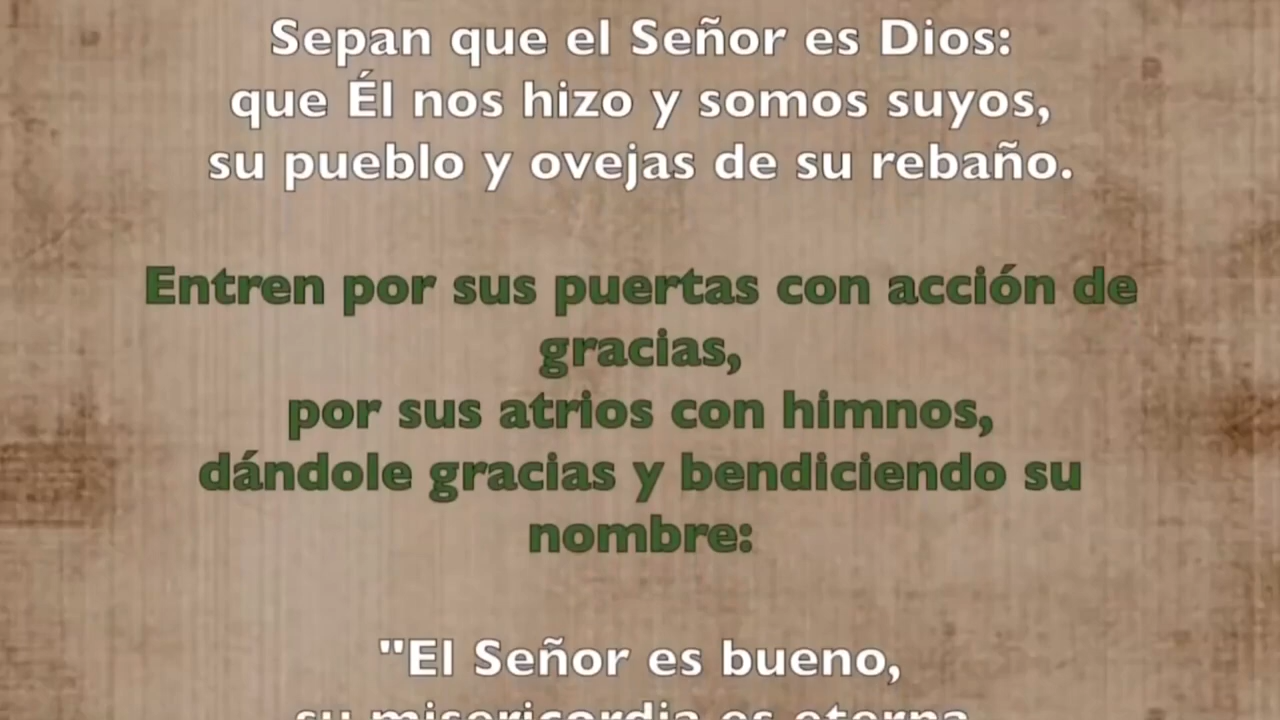 Sepan que el Señor es Dios:
que Él nos hizo y somos suyos,
su pueblo y ovejas de su rebaño.
Entren por sus puertas con acción de
gracias,
por sus atrios con himnos,
dándole gracias y bendiciendo su
nombre:
"El Señor es bueno,
su misericordia es eterna